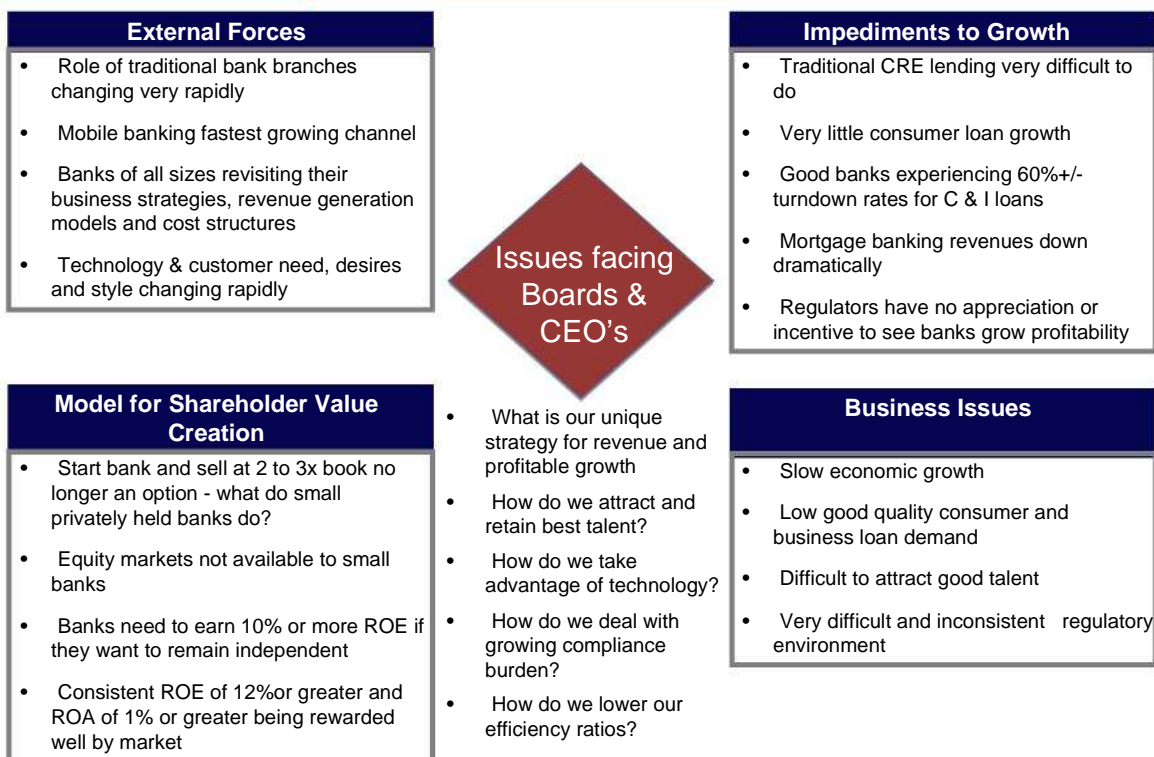 External Forces
• Role of traditional bank branches
changing very rapidly
• Mobile banking fastest growing channel
• Banks of all sizes revisiting their
business strategies, revenue generation
models and cost structures
• Technology & customer need, desires
and style changing rapidly
Impediments to Growth
• Traditional CRE lending very difficult to
do
• Very little consumer loan growth
• Good banks experiencing 60%+/-
turndown rates for C & I loans
• Mortgage banking revenues down
dramatically
• Regulators have no appreciation or
incentive to see banks grow profitability
Issues facing
Boards &
CEO’s
Model for Shareholder Value
Creation
• Start bank and sell at 2 to 3x book no
longer an option - what do small
privately held banks do?
• Equity markets not available to small
banks
• Banks need to earn 10% or more ROE if
they want to remain independent
• Consistent ROE of 12%or greater and
ROA of 1% or greater being rewarded
well by market
• What is our unique
strategy for revenue and
profitable growth
• How do we attract and
retain best talent?
• How do we take
advantage of technology?
• How do we deal with
growing compliance
burden?
• How do we lower our
efficiency ratios?
Business Issues
• Slow economic growth
• Low good quality consumer and
business loan demand
• Difficult to attract good talent
• Very difficult and inconsistent regulatory
environment